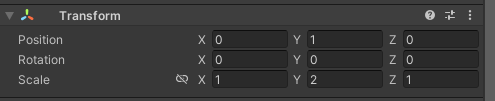 Transform
Position X 0 Y 1 Z 0
Rotation X 0 Y 0 Z 0
Scale X 1 Y 2 Z 1